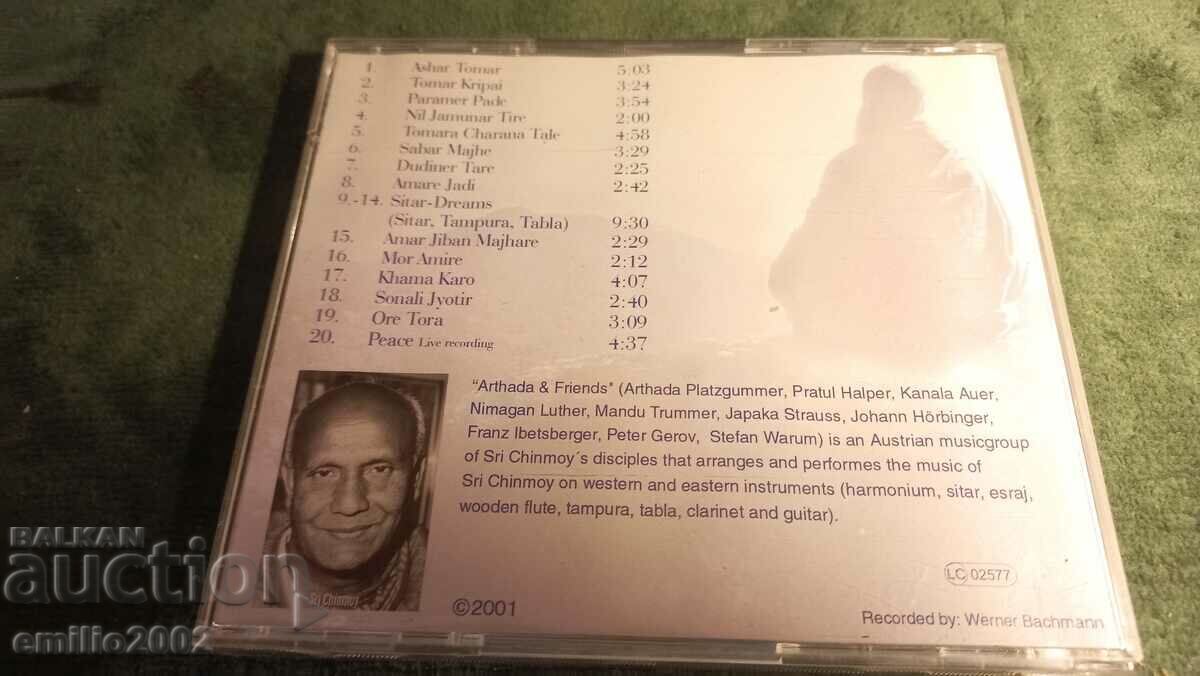 1. Ashar Tomar 5:03
2. Tomar Kripai 3:24
3. Paramer Pade 3:54
4. Nil Jamunar Tire 2:00
5. Tomara Charana Tale 4:58
6. Sabar Majhe 3:29
7. Dudiner Tare 2:25
8. Amare Jadi 2:42
9.-14. Sitar-Dreams
(Sitar, Tampura, Tabla) 9:30
15. Amar Jiban Majhare 2:29
16. Mor Amire 2:12
17. Khama Karo 4:07
18. Sonali Jyotir 2:40
19. Ore Tora 3:09
20. Peace Live recording 4:37
"Arthada & Friends" (Arthada Platzgummer, Pratul Halper, Kanala Auer,
Nimagan Luther, Mandu Trummer, Japaka Strauss, Johann Hörbinger,
Franz Ibetsberger, Peter Gerov, Stefan Warum) is an Austrian musicgroup
of Sri Chinmoy´s disciples that arranges and performes the music of
Sri Chinmoy on western and eastern instruments (harmonium, sitar, esraj,
wooden flute, tampura, tabla, clarinet and guitar).
Sri Chinmoy
©2001
LC 02577
Recorded by: Werner Bachmann
BALKAN
auction
emilio2002